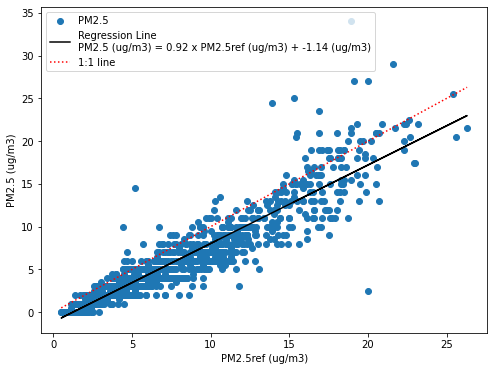 35
30
25
20
15
10
5
0
PM2.5 (ug/m3)
PM2.5
Regression Line
PM2.5 (ug/m3) = 0.92 x PM2.5ref (ug/m3) + -1.14 (ug/m3)
1:1 line
0 5 10 15 20 25
PM2.5ref (ug/m3)